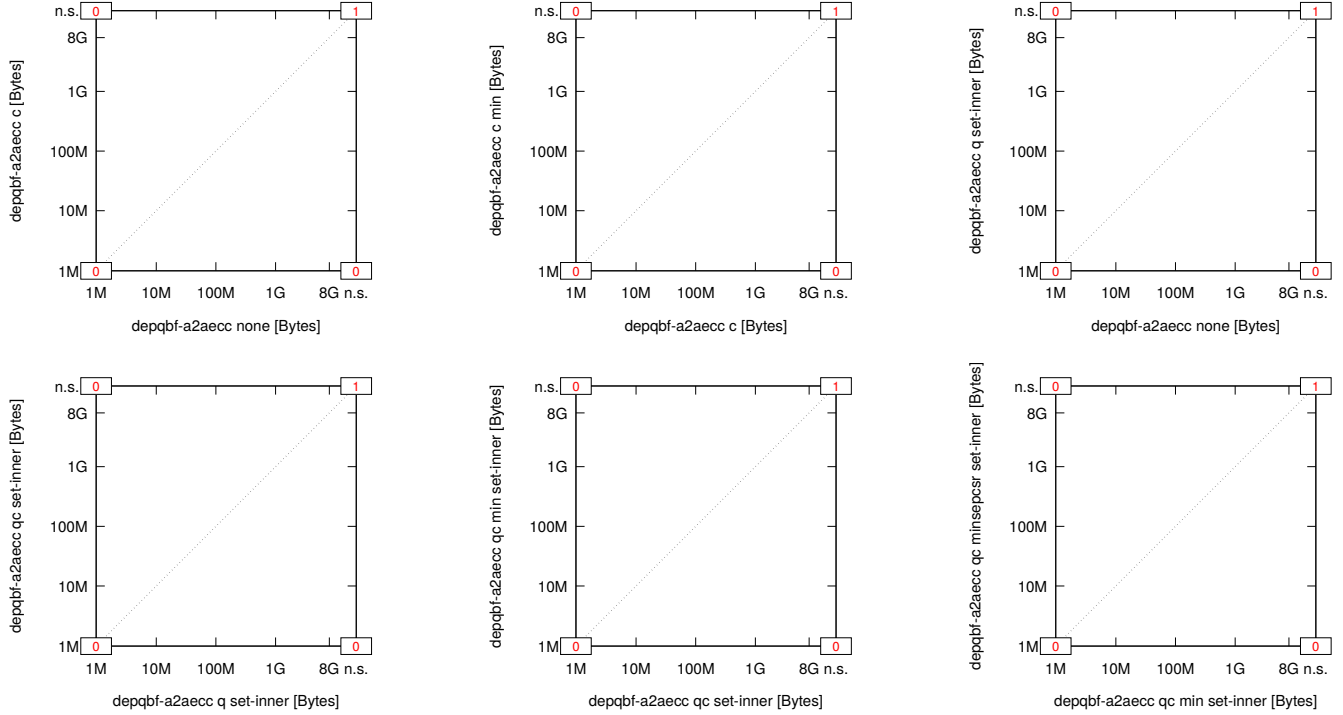 n.s. 0 1
8G
1G
100M
10M
1M 0 0
1M 10M 100M 1G 8G n.s.
depqbf-a2aecc none [Bytes]
depqbf-a2aecc c [Bytes]
n.s. 0 1
8G
1G
100M
10M
1M 0 0
1M 10M 100M 1G 8G n.s.
depqbf-a2aecc c [Bytes]
depqbf-a2aecc c min [Bytes]
n.s. 0 1
8G
1G
100M
10M
1M 0 0
1M 10M 100M 1G 8G n.s.
depqbf-a2aecc none [Bytes]
depqbf-a2aecc q set-inner [Bytes]
n.s. 0 1
8G
1G
100M
10M
1M 0 0
1M 10M 100M 1G 8G n.s.
depqbf-a2aecc q set-inner [Bytes]
depqbf-a2aecc qc set-inner [Bytes]
n.s. 0 1
8G
1G
100M
10M
1M 0 0
1M 10M 100M 1G 8G n.s.
depqbf-a2aecc qc set-inner [Bytes]
depqbf-a2aecc qc min set-inner [Bytes]
n.s. 0 1
8G
1G
100M
10M
1M 0 0
1M 10M 100M 1G 8G n.s.
depqbf-a2aecc qc min set-inner [Bytes]
depqbf-a2aecc qc minsepcsr set-inner [Bytes]